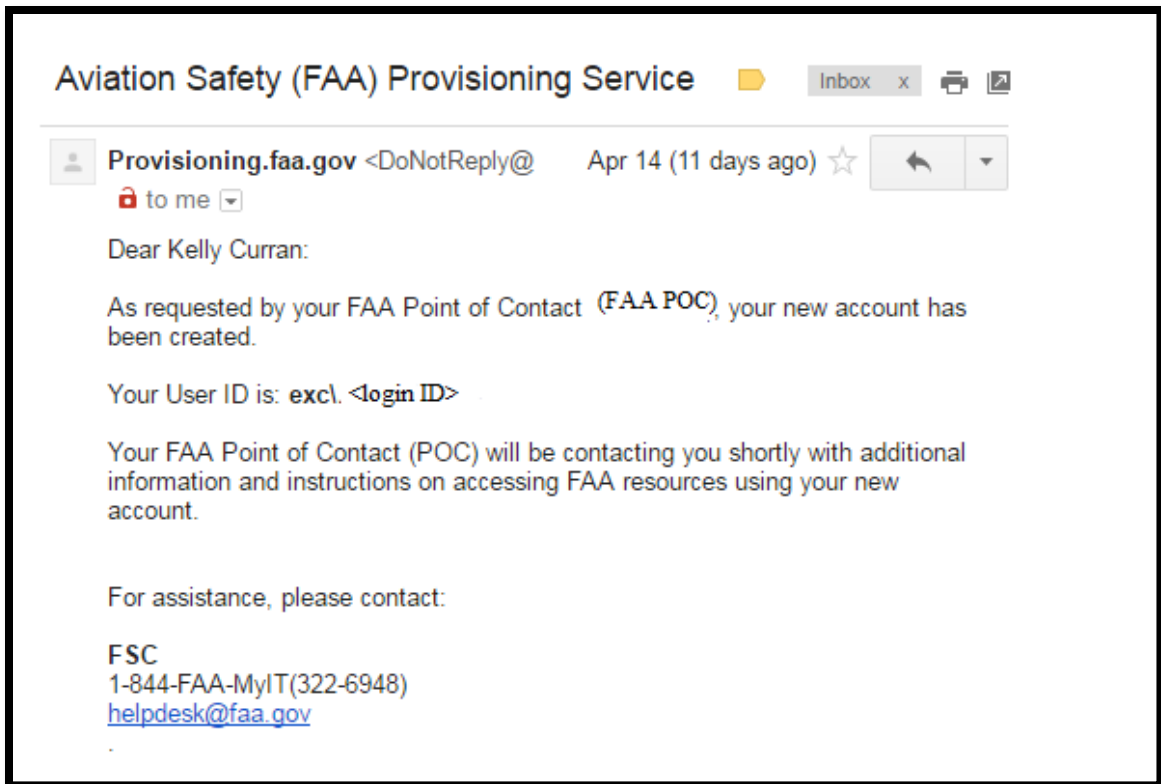 Aviation Safety (FAA) Provisioning Service
Inbox x
Provisioning.faa.gov <DoNotReply@ Apr 14 (11 days ago)
to me
Dear Kelly Curran:
As requested by your FAA Point of Contact (FAA POC), your new account has
been created.
Your User ID is: exc\. <login ID>
Your FAA Point of Contact (POC) will be contacting you shortly with additional
information and instructions on accessing FAA resources using your new
account.
For assistance, please contact:
FSC
1-844-FAA-MyIT(322-6948)
helpdesk@faa.gov
.